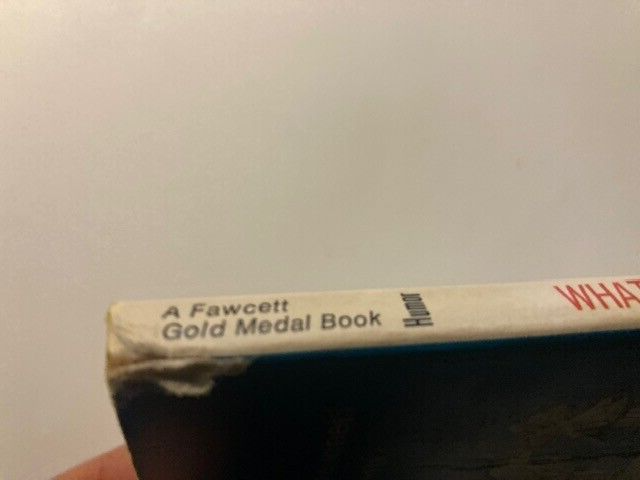 A Fawcett
Gold Medal Book
Humor
WHAT